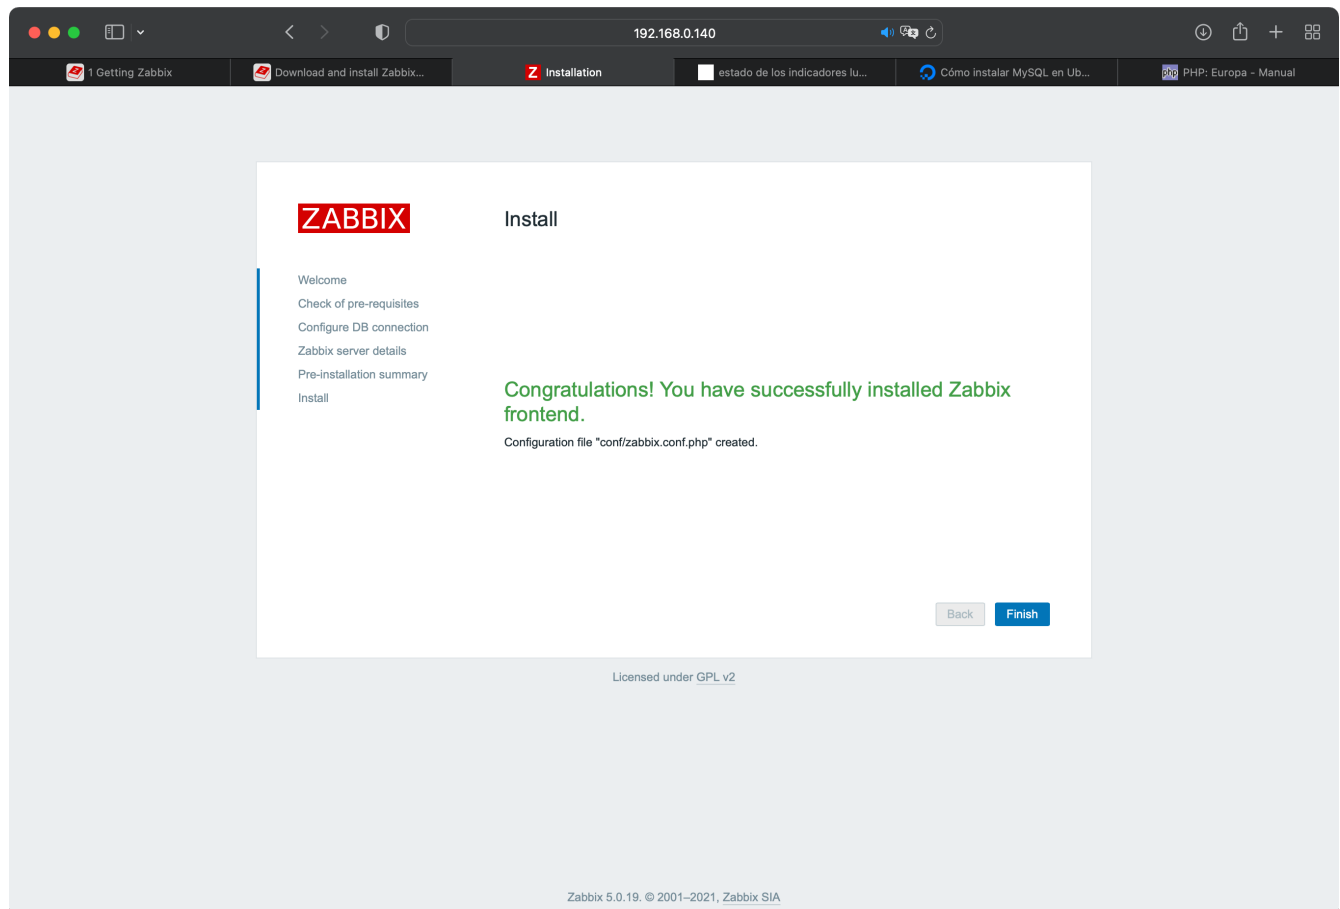 192.168.0.140
1 Getting Zabbix
Download and install Zabbix...
Z Installation
estado de los indicadores lu...
Cómo instalar MySQL en Ub...
php PHP: Europa - Manual
ZABBIX
Install
Welcome
Check of pre-requisites
Configure DB connection
Zabbix server details
Pre-installation summary
Install
Congratulations! You have successfully installed Zabbix
frontend.
Configuration file "conf/zabbix.conf.php" created.
Back
Finish
Licensed under GPL v2
Zabbix 5.0.19. © 2001–2021, Zabbix SIA